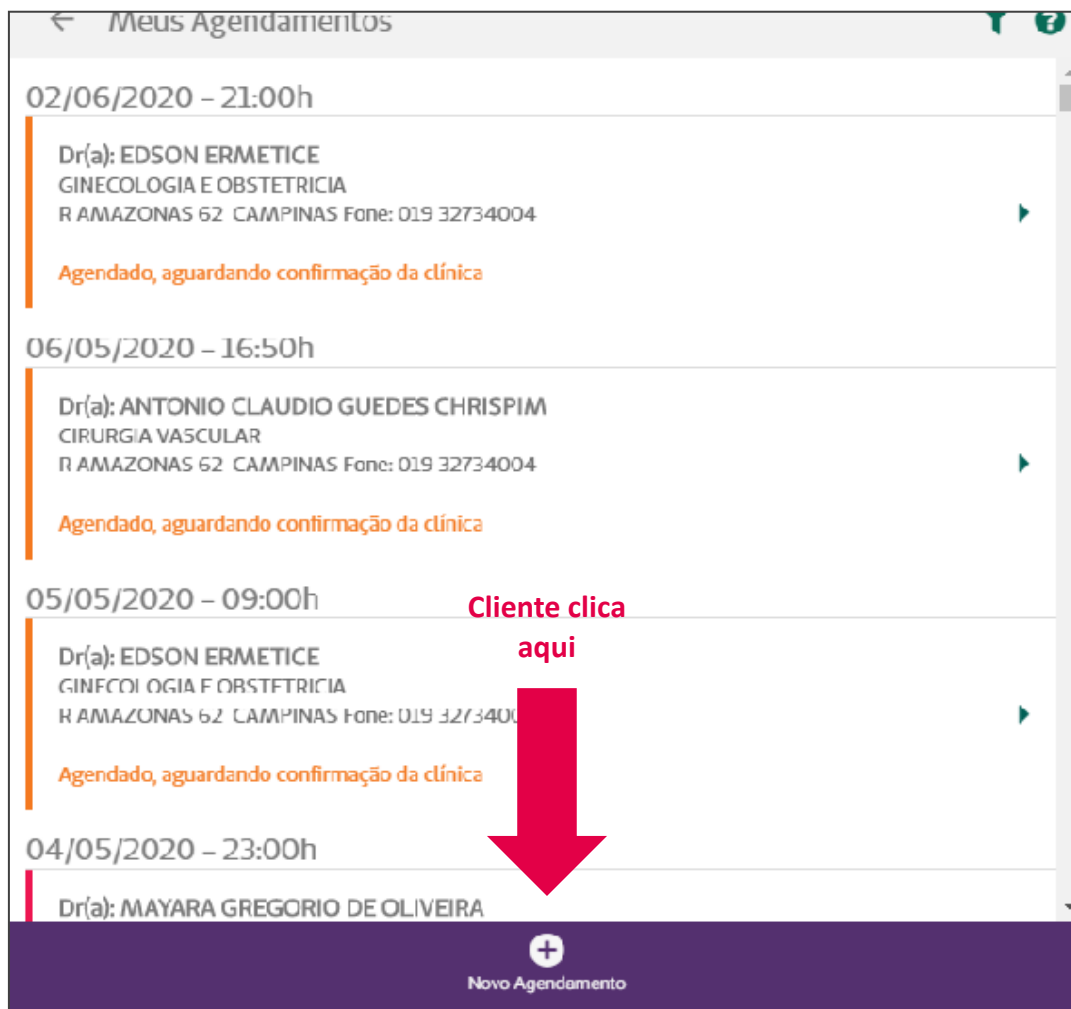 Meus Agendamentos
02/06/2020 – 21:00h
Dr(a): EDSON ERMETICE
GINECOLOGIA E OBSTETRICIA
R AMAZONAS 62 CAMPINAS Fone: 019 32734004
Agendado, aguardando confirmação da clínica
06/05/2020 – 16:50h
Dr(a): ANTONIO CLAUDIO GUEDES CHRISPIM
CIRURGIA VASCULAR
R AMAZONAS 62 CAMPINAS Fone: 019 32734004
Agendado, aguardando confirmação da clínica
05/05/2020 – 09:00h
Cliente clica
aqui
Dr(a): EDSON ERMETICE
GINECOLOGIA E OBSTETRICIA
R AMAZONAS 62 CAMPINAS Fone: 019 3273400
Agendado, aguardando confirmação da clínica
04/05/2020 – 23:00h
Dr(a): MAYARA GREGORIO DE OLIVEIRA
Novo Agendamento